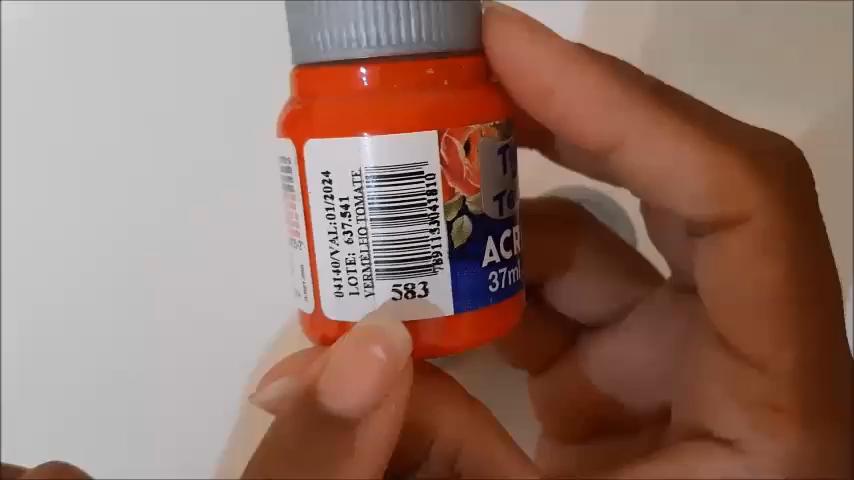 04140/VAL:01/2024
LOTE: 637.541
VERMELHO TOMATE
7891153041810
583
ACR
37ml